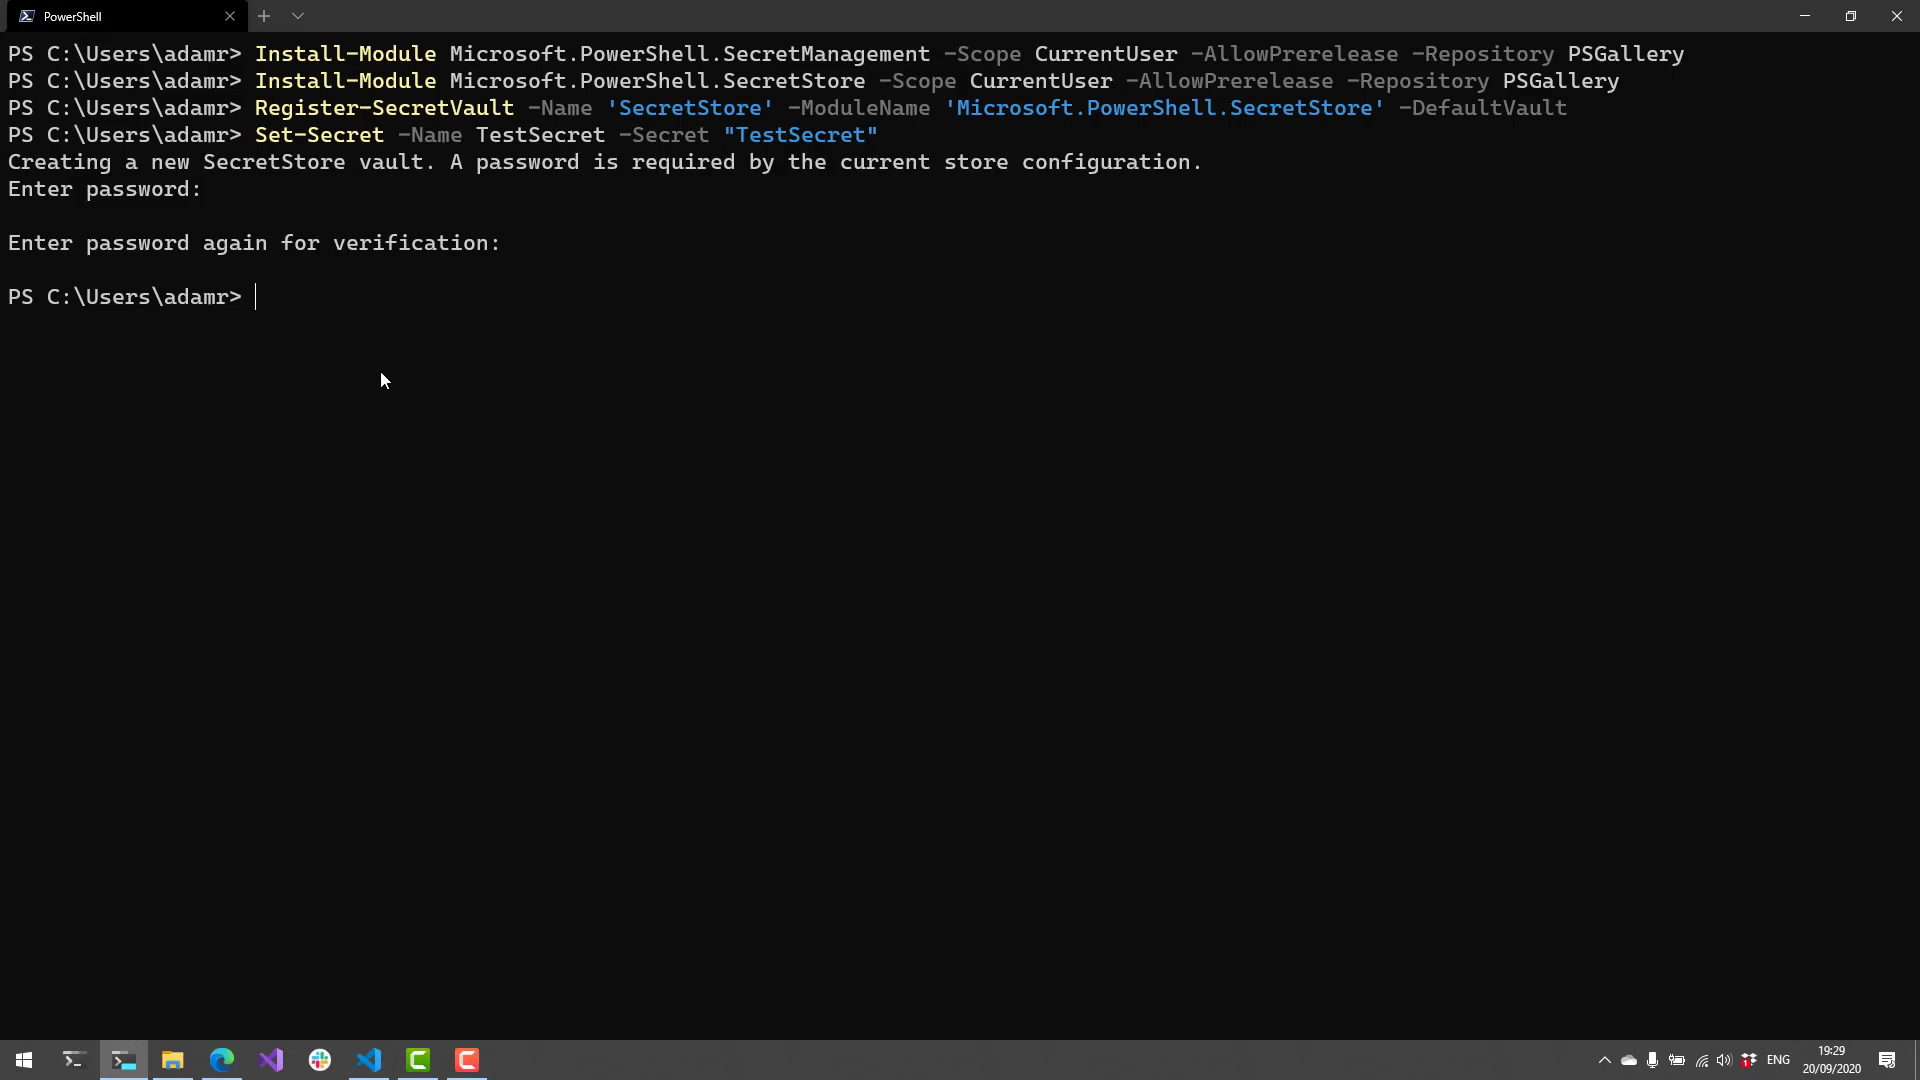 PowerShell
PS C:\Users\adamr> Install-Module Microsoft.PowerShell.SecretManagement -Scope CurrentUser -AllowPrerelease -Repository PSGallery
PS C:\Users\adamr> Install-Module Microsoft.PowerShell.SecretStore -Scope CurrentUser -AllowPrerelease -Repository PSGallery
PS C:\Users\adamr> Register-SecretVault -Name 'SecretStore' -ModuleName 'Microsoft.PowerShell.SecretStore' -DefaultVault
PS C:\Users\adamr> Set-Secret -Name TestSecret -Secret "TestSecret"
Creating a new SecretStore vault. A password is required by the current store configuration.
Enter password:
Enter password again for verification:
PS C:\Users\adamr>
ENG
19:29
20/09/2020